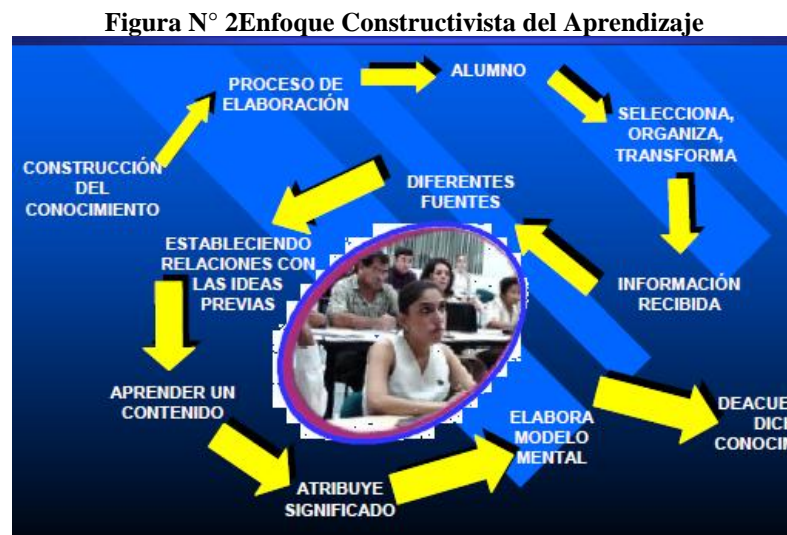 Figura N° 2Enfoque Constructivista del Aprendizaje
CONSTRUCCIÓN
DEL
CONOCIMIENTO
PROCESO DE
ELABORACIÓN
ALUMNO
SELECCIONA,
ORGANIZA,
TRANSFORMA
INFORMACIÓN
RECIBIDA
DIFERENTES
FUENTES
ESTABLECIENDO
RELACIONES CON
LAS IDEAS
PREVIAS
APRENDER UN
CONTENIDO
ATRIBUYE
SIGNIFICADO
ELABORA
MODELO
MENTAL